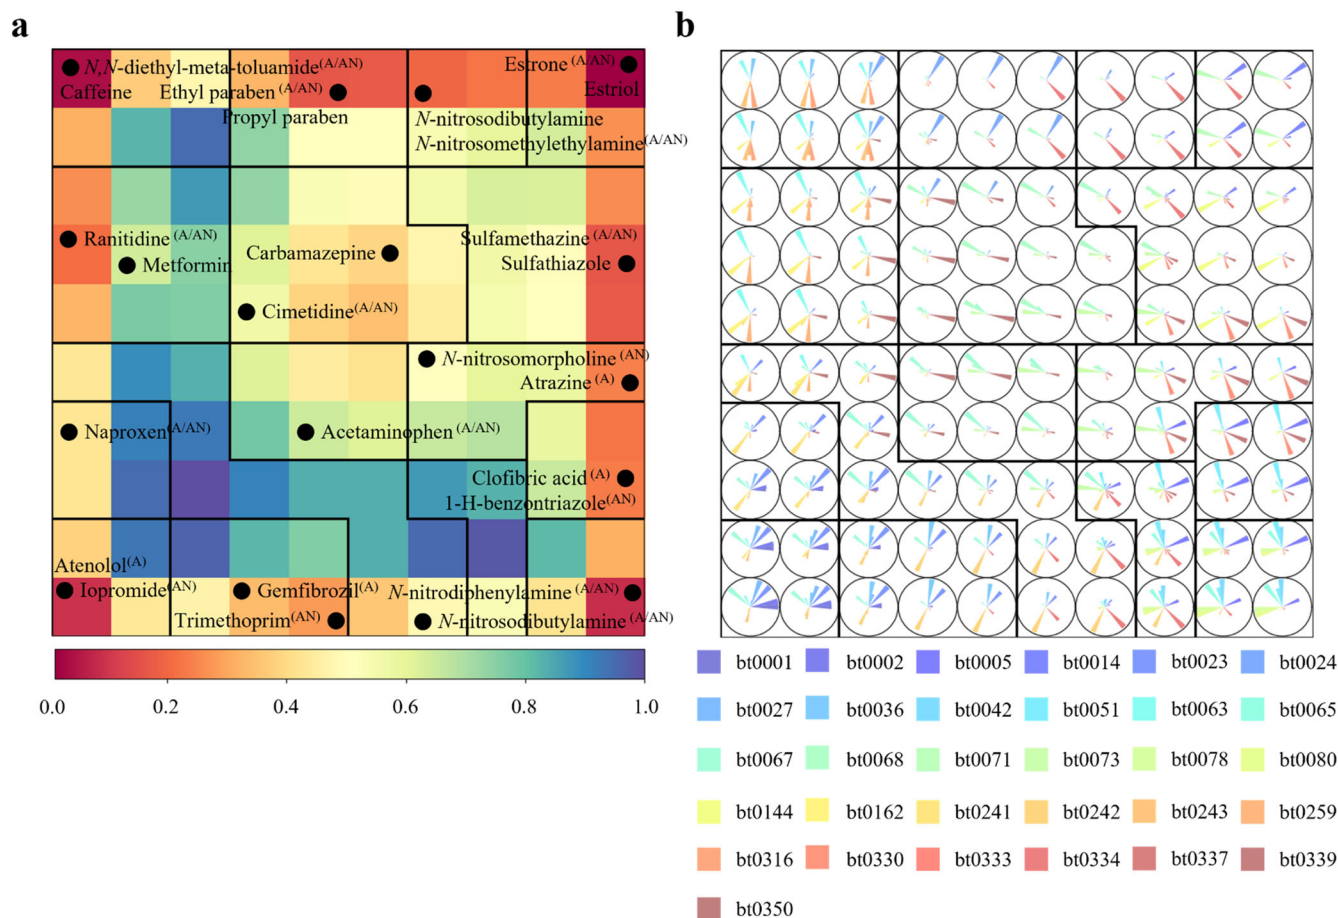 a
b
N,N-diethyl-meta-toluamide(A/AN)
Estrone (A/AN)
Caffeine
Ethyl paraben (A/AN)
Estriol
Propyl paraben
N-nitrosodibutylamine
N-nitrosomethylethylamine(A/AN)
Ranitidine (A/AN)
Sulfamethazine (A/AN)
Metformin
Carbamazepine
Sulfathiazole
Cimetidine(A/AN)
N-nitrosomorpholine (AN)
Atrazine (A)
Naproxen(A/AN)
Acetaminophen (A/AN)
Clofibric acid (A)
1-H-benzontriazole(AN)
Atenolol(A)
Iopromide(AN)
Gemfibrozil(A)
N-nitrodiphenylamine (A/AN)
Trimethoprim(AN)
N-nitrosodibutylamine (A/AN)
0.0 0.2 0.4 0.6 0.8 1.0
bt0001 bt0002 bt0005 bt0014 bt0023 bt0024
bt0027 bt0036 bt0042 bt0051 bt0063 bt0065
bt0067 bt0068 bt0071 bt0073 bt0078 bt0080
bt0144 bt0162 bt0241 bt0242 bt0243 bt0259
bt0316 bt0330 bt0333 bt0334 bt0337 bt0339
bt0350